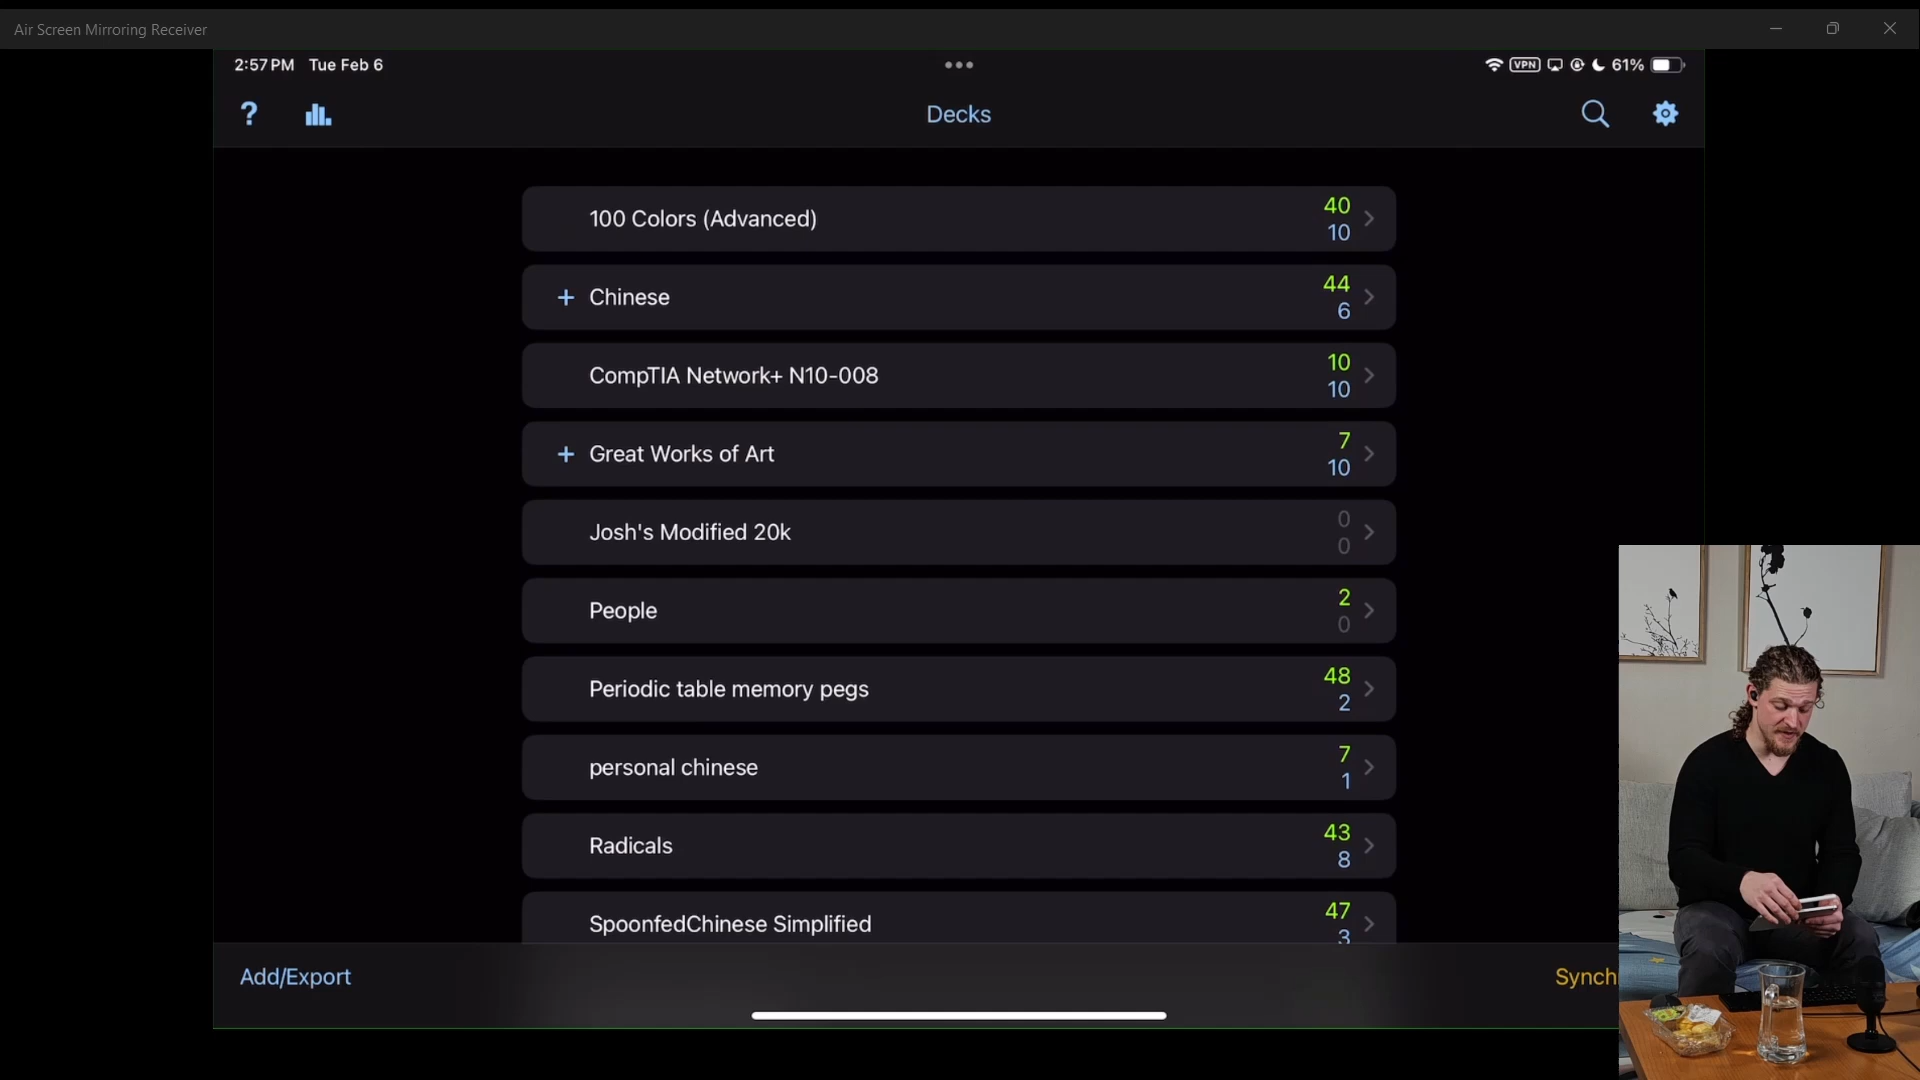 Air Screen Mirroring Receiver
2:57 PM Tue Feb 6
VPN 61%
? Decks
100 Colors (Advanced) 40
10
+ Chinese 44
6
CompTIA Network+ N10-008 10
10
+ Great Works of Art 7
10
Josh's Modified 20k 0
0
People 2
0
Periodic table memory pegs 48
2
personal chinese 7
1
Radicals 43
8
SpoonfedChinese Simplified 47
3
Add/Export Synch